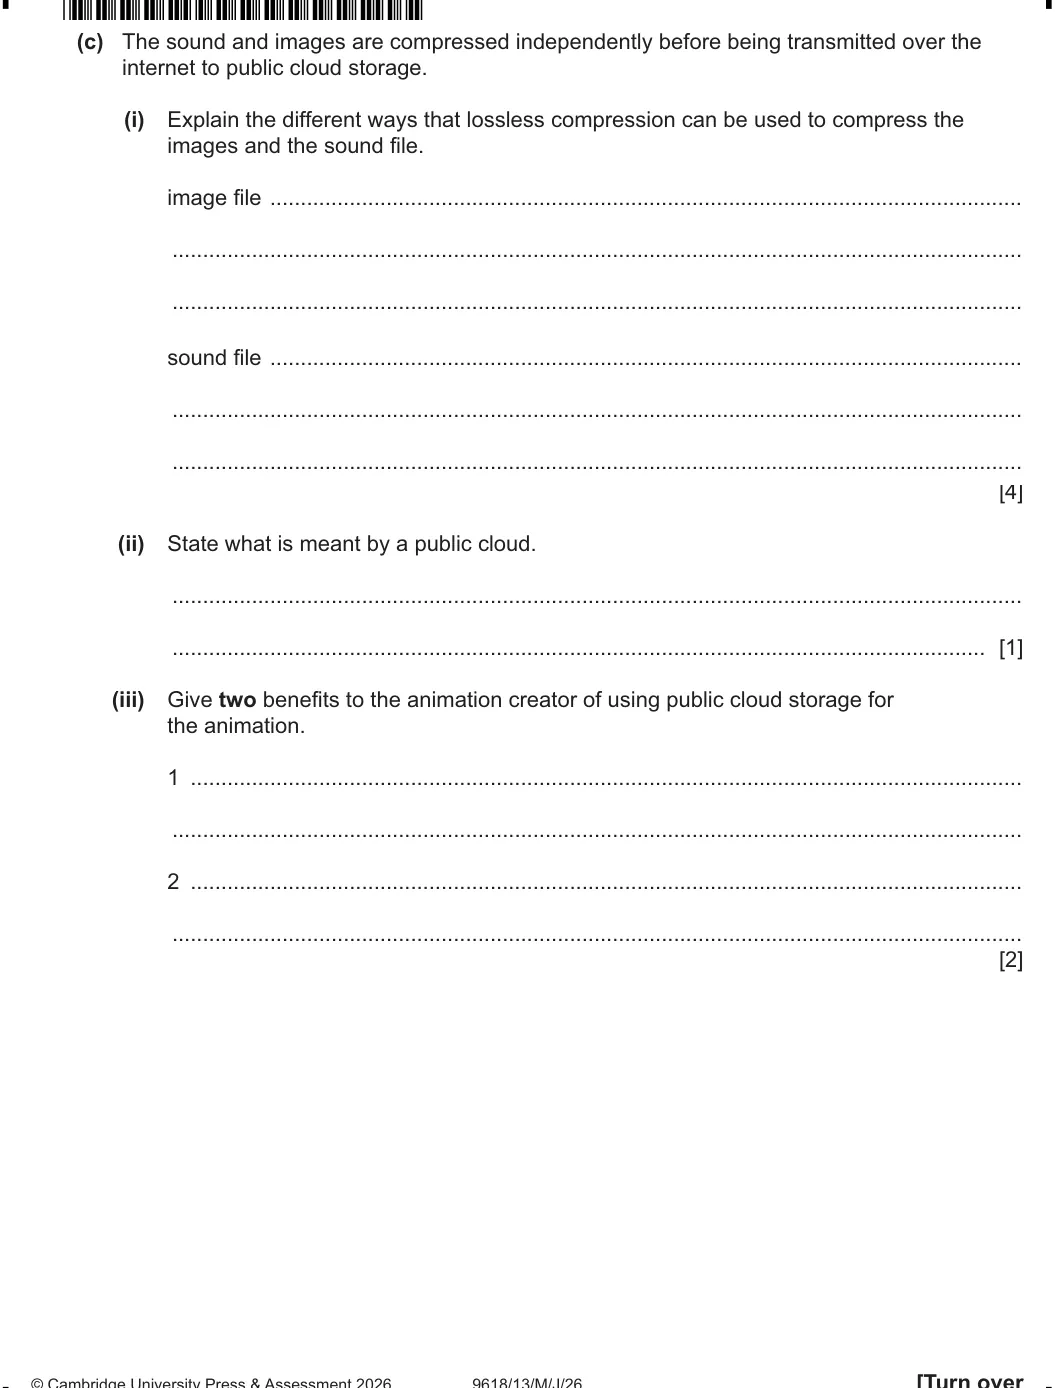 (c) The sound and images are compressed independently before being transmitted over the
internet to public cloud storage.
(i) Explain the different ways that lossless compression can be used to compress the
images and the sound file.
image file ....................................................................................................
....................................................................................................
....................................................................................................
sound file ....................................................................................................
....................................................................................................
....................................................................................................
[4]
(ii) State what is meant by a public cloud.
....................................................................................................
.................................................................................................... [1]
(iii) Give two benefits to the animation creator of using public cloud storage for
the animation.
1 ....................................................................................................
....................................................................................................
2 ....................................................................................................
....................................................................................................
[2]
© Cambridge University Press & Assessment 2026 9618/13/M/J/26 [Turn over